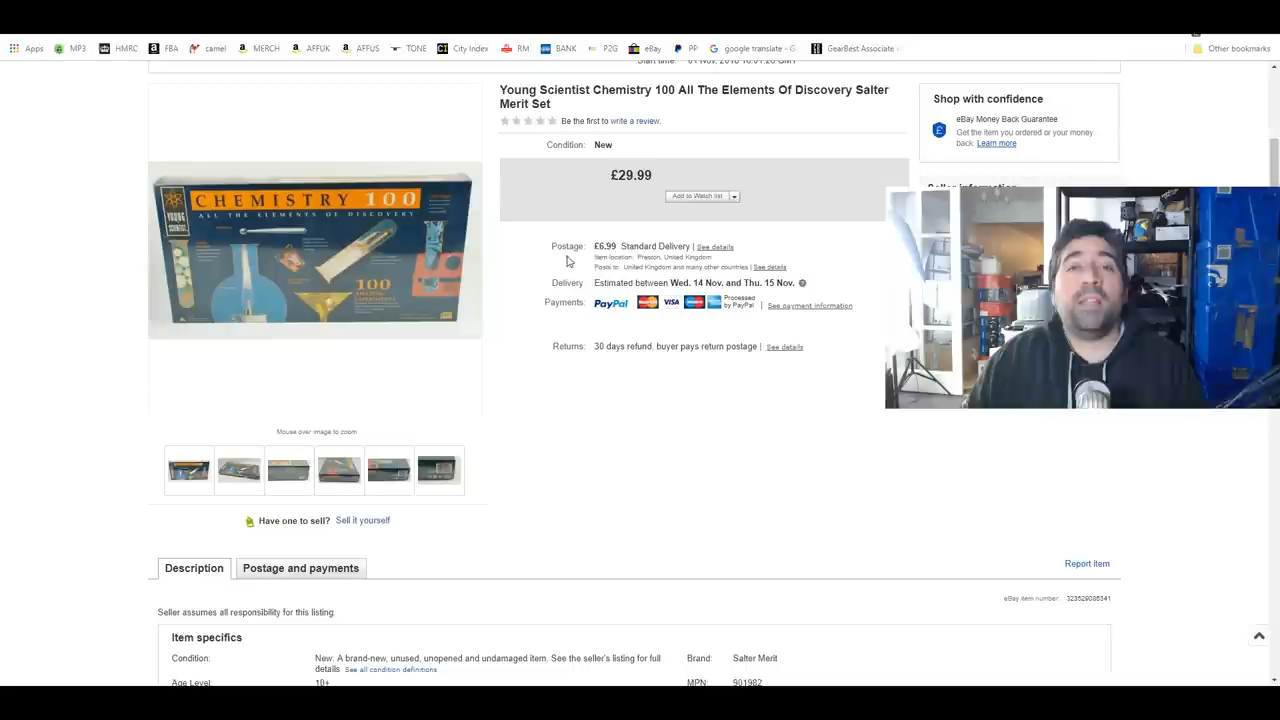 Apps MP3 HMRC FBA camel MERCH AFFUK AFFUS TONE City Index RM BANK P2G eBay PP google translate - G GearBest Associate Other bookmarks
Young Scientist Chemistry 100 All The Elements Of Discovery Salter
Merit Set
Be the first to write a review.
Condition: New
£29.99
Add to Watch list
Postage: £6.99 Standard Delivery | See details
Item location: Preston, United Kingdom
Posts to: United Kingdom and many other countries | See details
Delivery Estimated between Wed. 14 Nov. and Thu. 15 Nov.
Payments: PayPal VISA Processed by PayPal | See payment information
Returns: 30 days refund, buyer pays return postage | See details
Shop with confidence
eBay Money Back Guarantee
Get the item you ordered or your money
back. Learn more
YOUNG
SCIENTIST
CHEMISTRY 100
ALL THE ELEMENTS OF DISCOVERY
100
Mouse over image to zoom
Have one to sell? Sell it yourself
Description Postage and payments
Report item
eBay item number: 323529085341
Seller assumes all responsibility for this listing
Item specifics
Condition: New: A brand-new, unused, unopened and undamaged item. See the seller's listing for full
details See all condition definitions
Brand: Salter Merit
Age Level: 10+
MPN: 901982